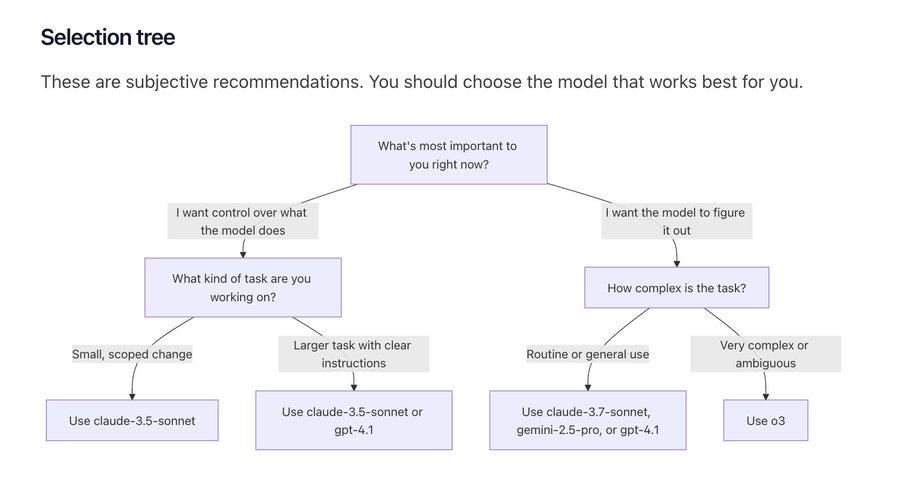 Selection tree
These are subjective recommendations. You should choose the model that works best for you.
What's most important to
you right now?
I want control over what
the model does
I want the model to figure
it out
What kind of task are you
working on?
How complex is the task?
Small, scoped change
Larger task with clear
instructions
Routine or general use
Very complex or
ambiguous
Use claude-3.5-sonnet
Use claude-3.5-sonnet or
gpt-4.1
Use claude-3.7-sonnet,
gemini-2.5-pro, or gpt-4.1
Use o3